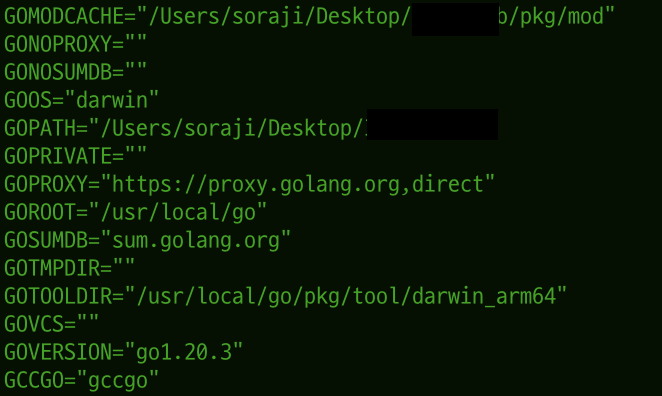 GOMODCACHE="/Users/soraji/Desktop/ b/pkg/mod"
GONOPROXY=""
GONOSUMDB=""
GOOS="darwin"
GOPATH="/Users/soraji/Desktop/
GOPRIVATE=""
GOPROXY="https://proxy.golang.org,direct"
GOROOT="/usr/local/go"
GOSUMDB="sum.golang.org"
GOTMPDIR=""
GOTOOLDIR="/usr/local/go/pkg/tool/darwin_arm64"
GOVCS=""
GOVERSION="go1.20.3"
GCCGO="gccgo"